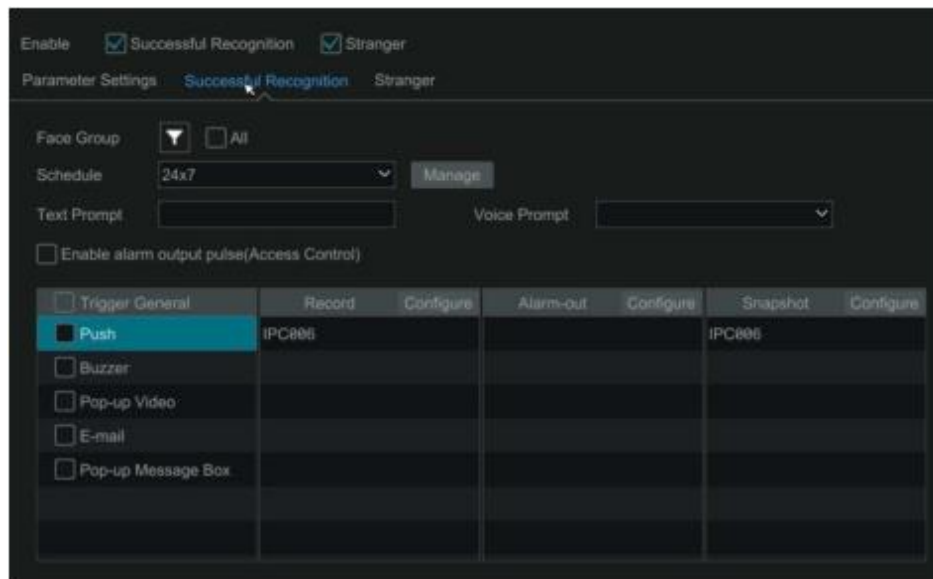 Enable Successful Recognition Stranger
Parameter Settings Successful Recognition Stranger
Face Group All
Schedule 24x7 Manage
Text Prompt Voice Prompt
Enable alarm output pulse(Access Control)
Trigger General Record Configure Alarm-out Configure Snapshot Configure
Push IPC006 IPC006
Buzzer
Pop-up Video
E-mail
Pop-up Message Box